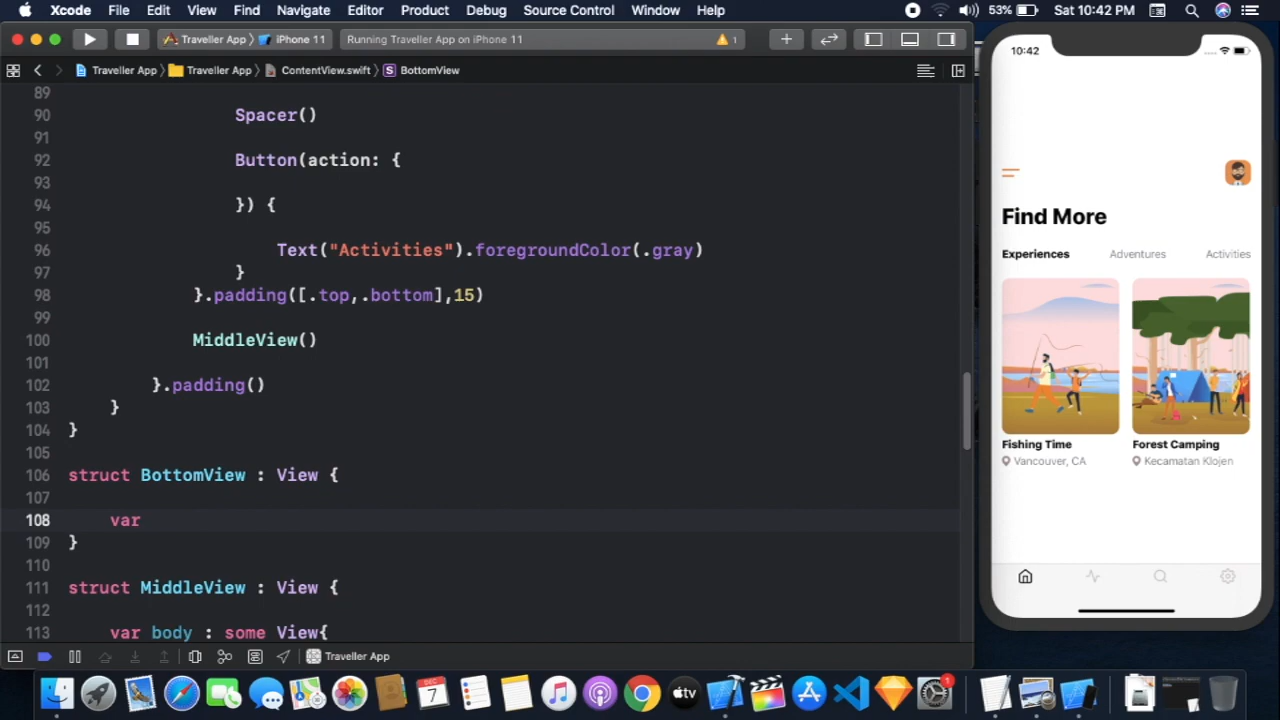 Xcode File Edit View Find Navigate Editor Product Debug Source Control Window Help 53% Sat 10:42 PM
Traveller App iPhone 11 Running Traveller App on iPhone 11 1
Traveller App Traveller App ContentView.swift S BottomView
89
90 Spacer()
91
92 Button(action: {
93
94 }) {
95
96 Text("Activities").foregroundColor(.gray)
97 }
98 }.padding([.top,.bottom],15)
99
100 MiddleView()
101
102 }.padding()
103 }
104 }
105
106 struct BottomView : View {
107
108 var
109 }
110
111 struct MiddleView : View {
112
113 var body : some View{
Traveller App
10:42
Find More
Experiences Adventures Activities
Fishing Time Forest Camping
Vancouver, CA Kecamatan Klojen
DEC
7
tv
1